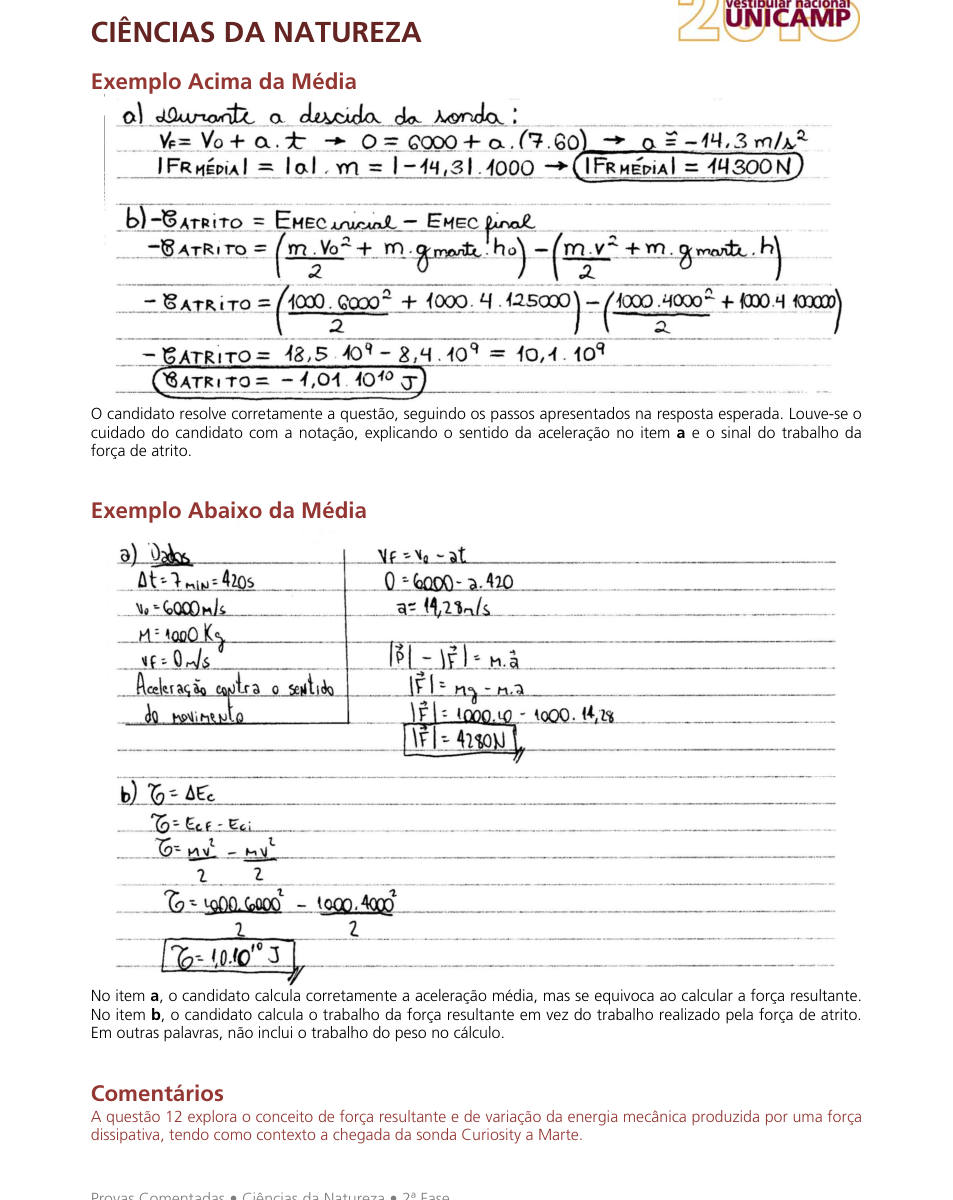 CIÊNCIAS DA NATUREZA
vestibular nacional
UNICAMP
Exemplo Acima da Média
a) Durante a descida da sonda:
VF = Vo + a.t → 0 = 6000 + a.(7.60) → a ≅ -14,3 m/s²
|FR MÉDIA| = |a|.m = |-14,3|.1000 → |FR MÉDIA| = 14300N
b) -τATRITO = EMEC inicial - EMEC final
-τATRITO = (m.Vo²/2 + m.g marte.ho) - (m.v²/2 + m.g marte.h)
-τATRITO = (1000.6000²/2 + 1000.4.125000) - (1000.4000²/2 + 1000.4 100000)
-τATRITO = 18,5.10⁹ - 8,4.10⁹ = 10,1.10⁹
τATRITO = -1,01.10¹⁰ J
O candidato resolve corretamente a questão, seguindo os passos apresentados na resposta esperada. Louve-se o
cuidado do candidato com a notação, explicando o sentido da aceleração no item a e o sinal do trabalho da
força de atrito.
Exemplo Abaixo da Média
a) Dados
Δt = 7 MIN = 420s
Vo = 6000 M/s
M = 1000 Kg
VF = 0 m/s
Aceleração contra o sentido
do movimento
VF = Vo - at
0 = 6000 - a.420
a = 14,28 m/s
|P⃗| - |F⃗| = M.a⃗
|F⃗| = Mg - M.a
|F⃗| = 1000.10 - 1000.14,28
|F⃗| = 4280N
b) τ = ΔEc
τ = EcF - Eci
τ = MV²/2 - MV²/2
τ = 1000.6000²/2 - 1000.4000²/2
τ = 1,0.10¹⁰ J
No item a, o candidato calcula corretamente a aceleração média, mas se equivoca ao calcular a força resultante.
No item b, o candidato calcula o trabalho da força resultante em vez do trabalho realizado pela força de atrito.
Em outras palavras, não inclui o trabalho do peso no cálculo.
Comentários
A questão 12 explora o conceito de força resultante e de variação da energia mecânica produzida por uma força
dissipativa, tendo como contexto a chegada da sonda Curiosity a Marte.
Provas Comentadas • Ciências da Natureza • 2ª Fase